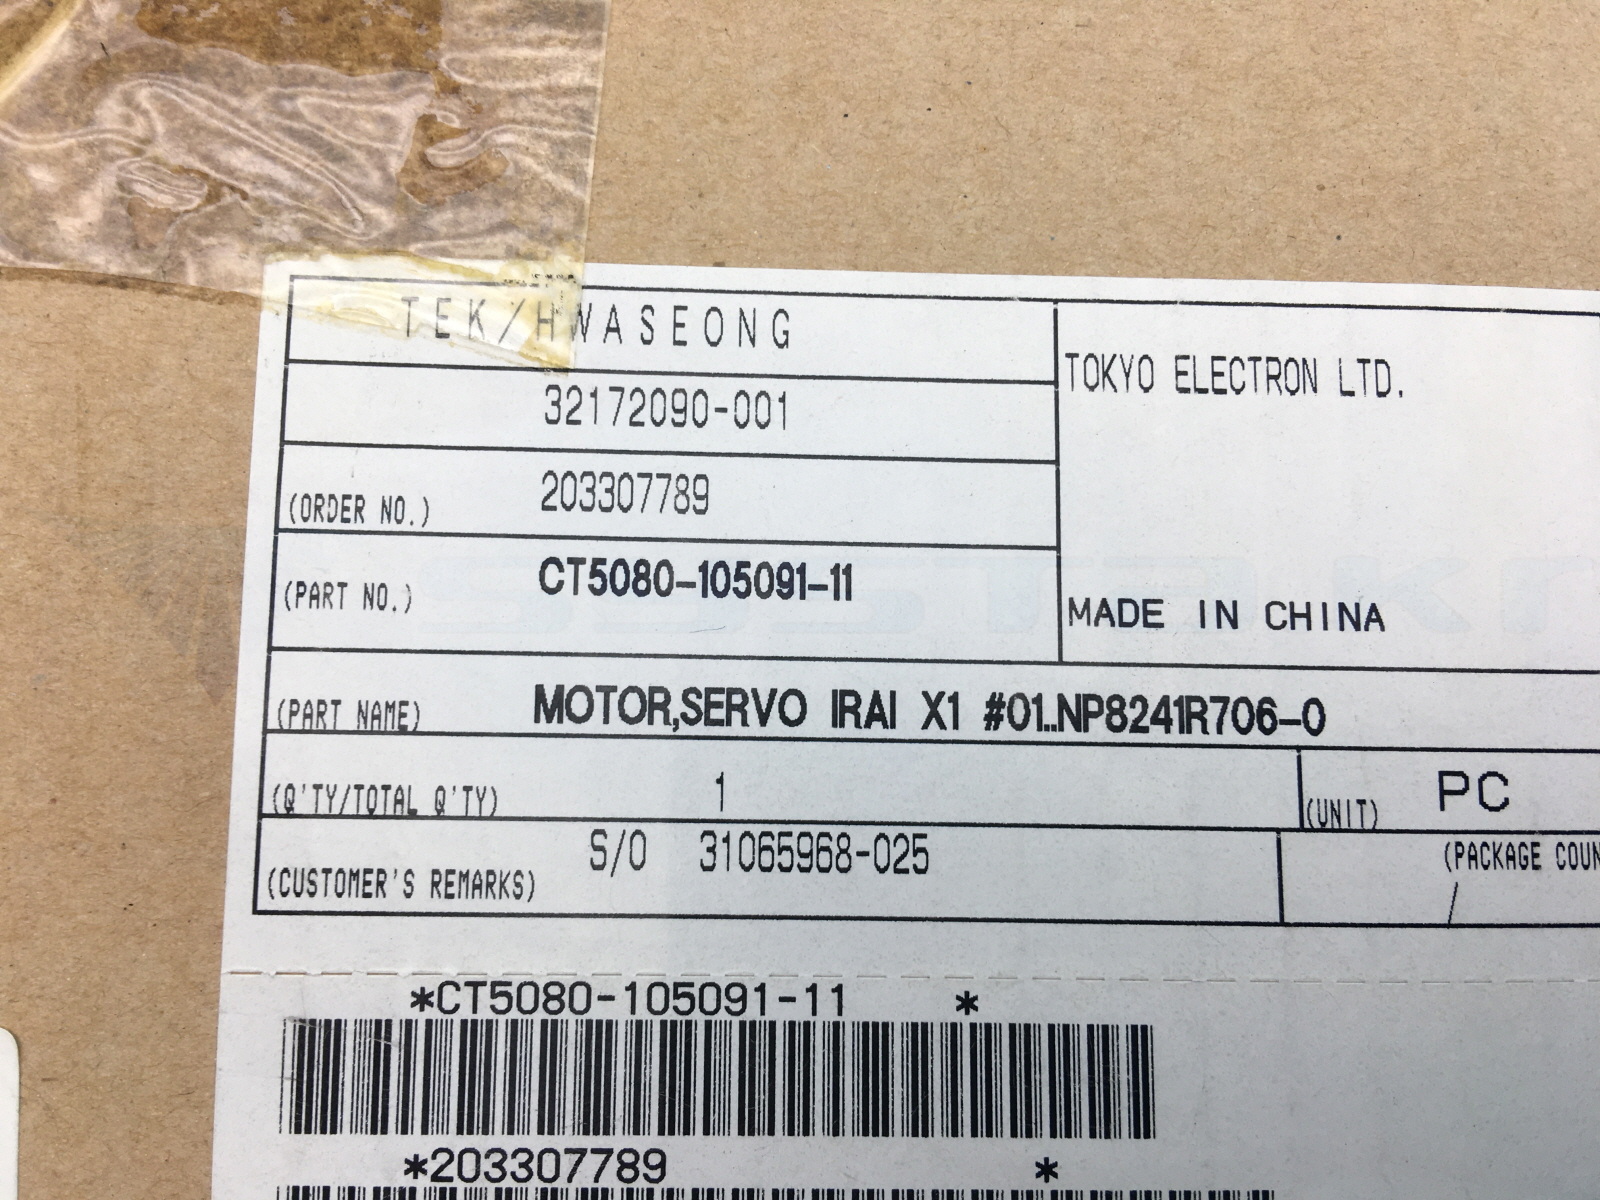 TEK/HWASEONG
TOKYO ELECTRON LTD.
32172090-001
(ORDER NO.) 203307789
(PART NO.) CT5080-105091-11
MADE IN CHINA
(PART NAME) MOTOR,SERVO IRAI X1 #01..NP8241R706-0
(Q'TY/TOTAL Q'TY) 1 (UNIT) PC
(CUSTOMER'S REMARKS) S/O 31065968-025 (PACKAGE COUN
/
*CT5080-105091-11 *
*203307789 *